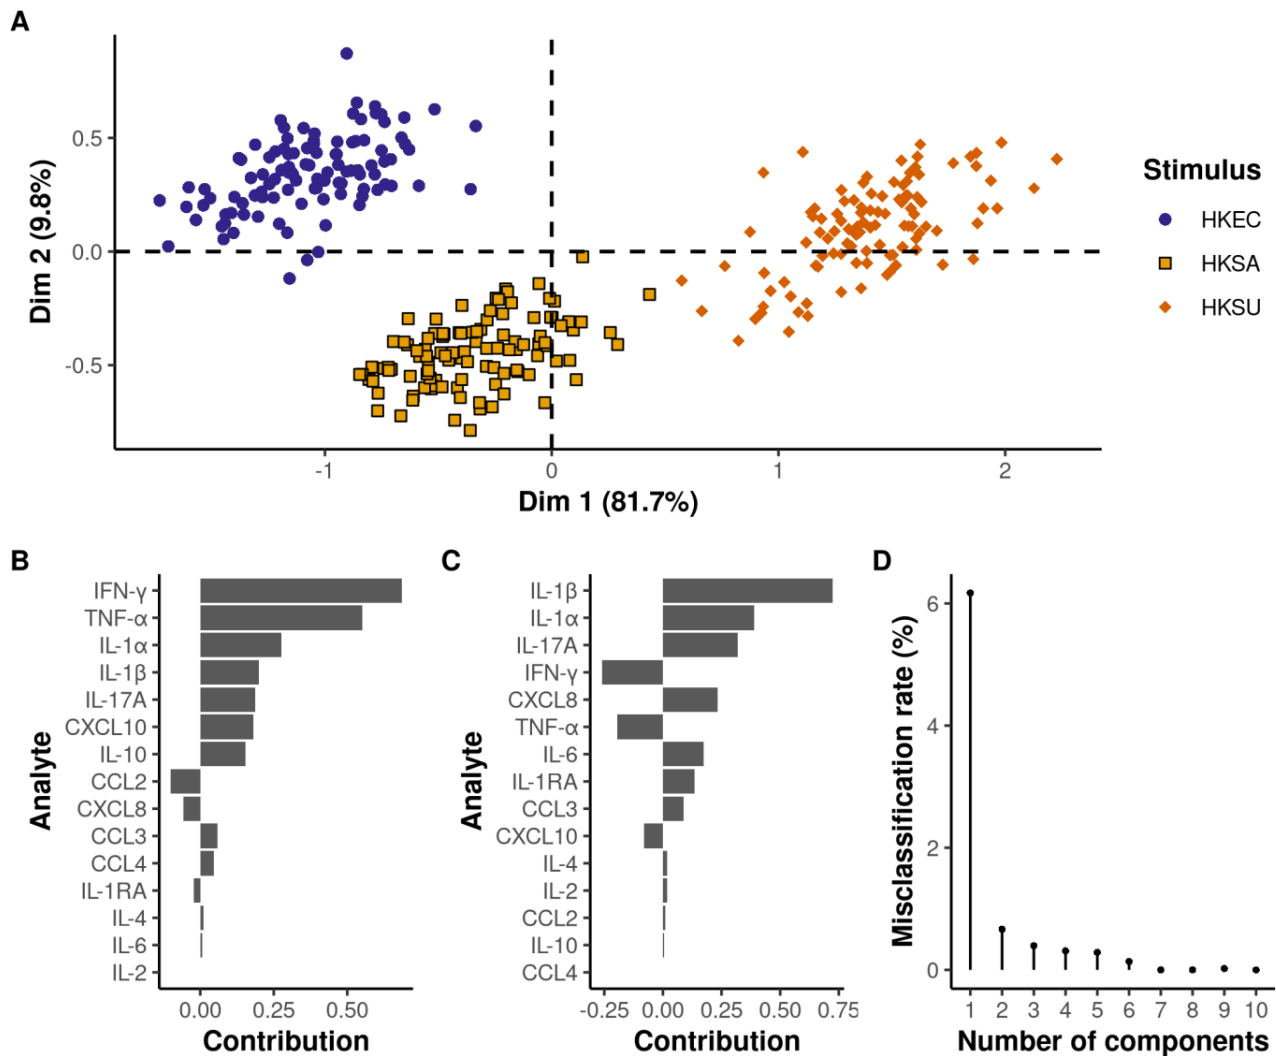 A
0.5
0.0
-0.5
Dim 2 (9.8%)
-1
0
1
2
Dim 1 (81.7%)
Stimulus
HKEC
HKSA
HKSU
B
IFN-γ
TNF-α
IL-1α
IL-1β
IL-17A
CXCL10
IL-10
CCL2
CXCL8
CCL3
CCL4
IL-1RA
IL-4
IL-6
IL-2
Analyte
0.00
0.25
0.50
Contribution
C
IL-1β
IL-1α
IL-17A
IFN-γ
CXCL8
TNF-α
IL-6
IL-1RA
CCL3
CXCL10
IL-4
IL-2
CCL2
IL-10
CCL4
Analyte
-0.25
0.00
0.25
0.50
0.75
Contribution
D
6
4
2
0
Misclassification rate (%)
1
2
3
4
5
6
7
8
9
10
Number of components